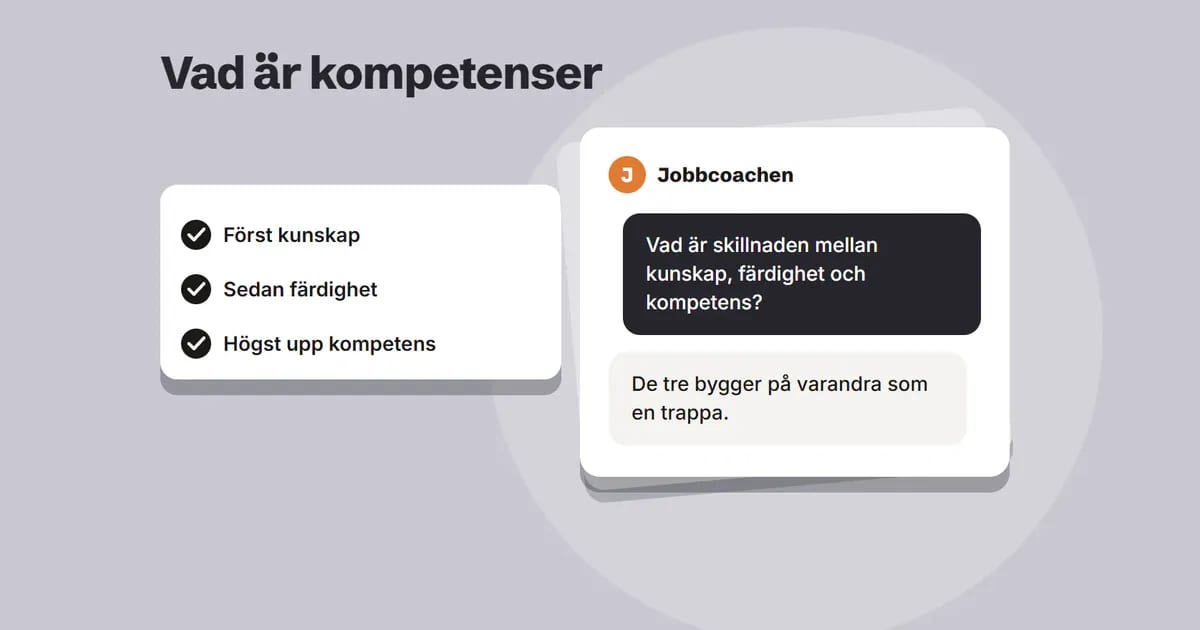 Vad är kompetenser
Först kunskap
Sedan färdighet
Högst upp kompetens
J
Jobbcoachen
Vad är skillnaden mellan
kunskap, färdighet och
kompetens?
De tre bygger på varandra som
en trappa.